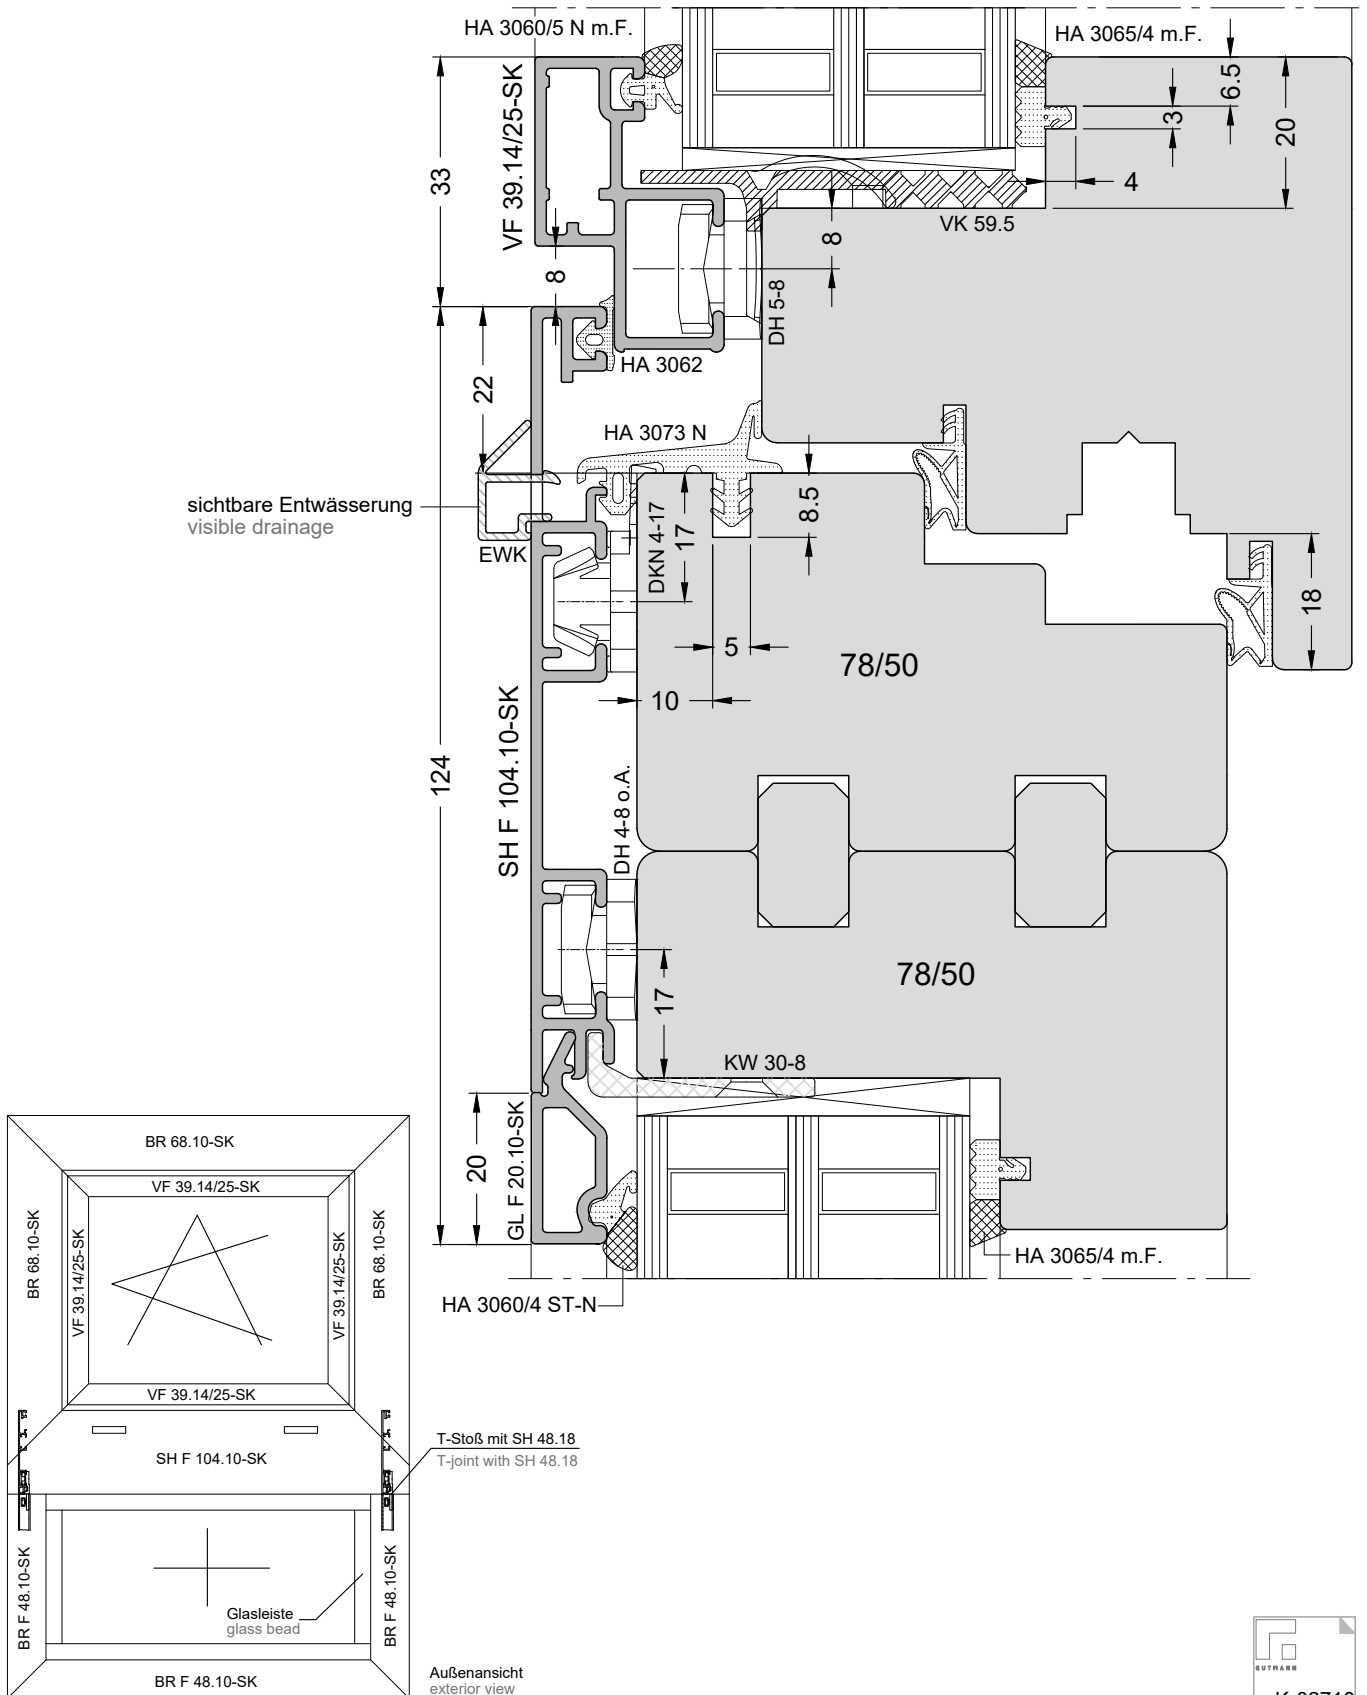 HA 3060/5 N m.F.
HA 3065/4 m.F.
VF 39.14/25-SK
33
6.5
3
20
4
VK 59.5
8
8
DH 5-8
HA 3062
22
HA 3073 N
sichtbare Entwässerung
visible drainage
EWK
DKN 4-17
17
8.5
5
10
18
78/50
SH F 104.10-SK
124
DH 4-8 o.A.
78/50
17
KW 30-8
GL F 20.10-SK
20
HA 3065/4 m.F.
HA 3060/4 ST-N
BR 68.10-SK
VF 39.14/25-SK
BR 68.10-SK
VF 39.14/25-SK
VF 39.14/25-SK
BR 68.10-SK
VF 39.14/25-SK
SH F 104.10-SK
T-Stoß mit SH 48.18
T-joint with SH 48.18
BR F 48.10-SK
BR F 48.10-SK
Glasleiste
glass bead
BR F 48.10-SK
Außenansicht
exterior view
GUTMANN